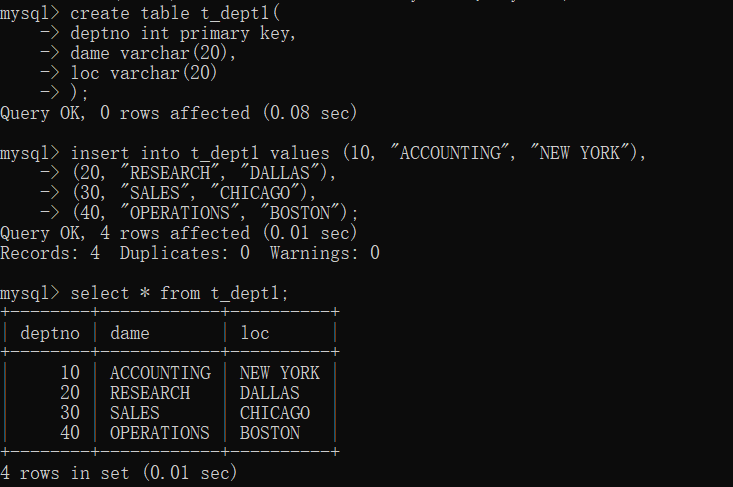 mysql> create table t_dept1(
    -> deptno int primary key,
    -> dame varchar(20),
    -> loc varchar(20)
    -> );
Query OK, 0 rows affected (0.08 sec)

mysql> insert into t_dept1 values (10, "ACCOUNTING", "NEW YORK"),
    -> (20, "RESEARCH", "DALLAS"),
    -> (30, "SALES", "CHICAGO"),
    -> (40, "OPERATIONS", "BOSTON");
Query OK, 4 rows affected (0.01 sec)
Records: 4  Duplicates: 0  Warnings: 0

mysql> select * from t_dept1;
+--------+------------+----------+
| deptno | dame       | loc      |
+--------+------------+----------+
|     10 | ACCOUNTING | NEW YORK |
|     20 | RESEARCH   | DALLAS   |
|     30 | SALES      | CHICAGO  |
|     40 | OPERATIONS | BOSTON   |
+--------+------------+----------+
4 rows in set (0.01 sec)